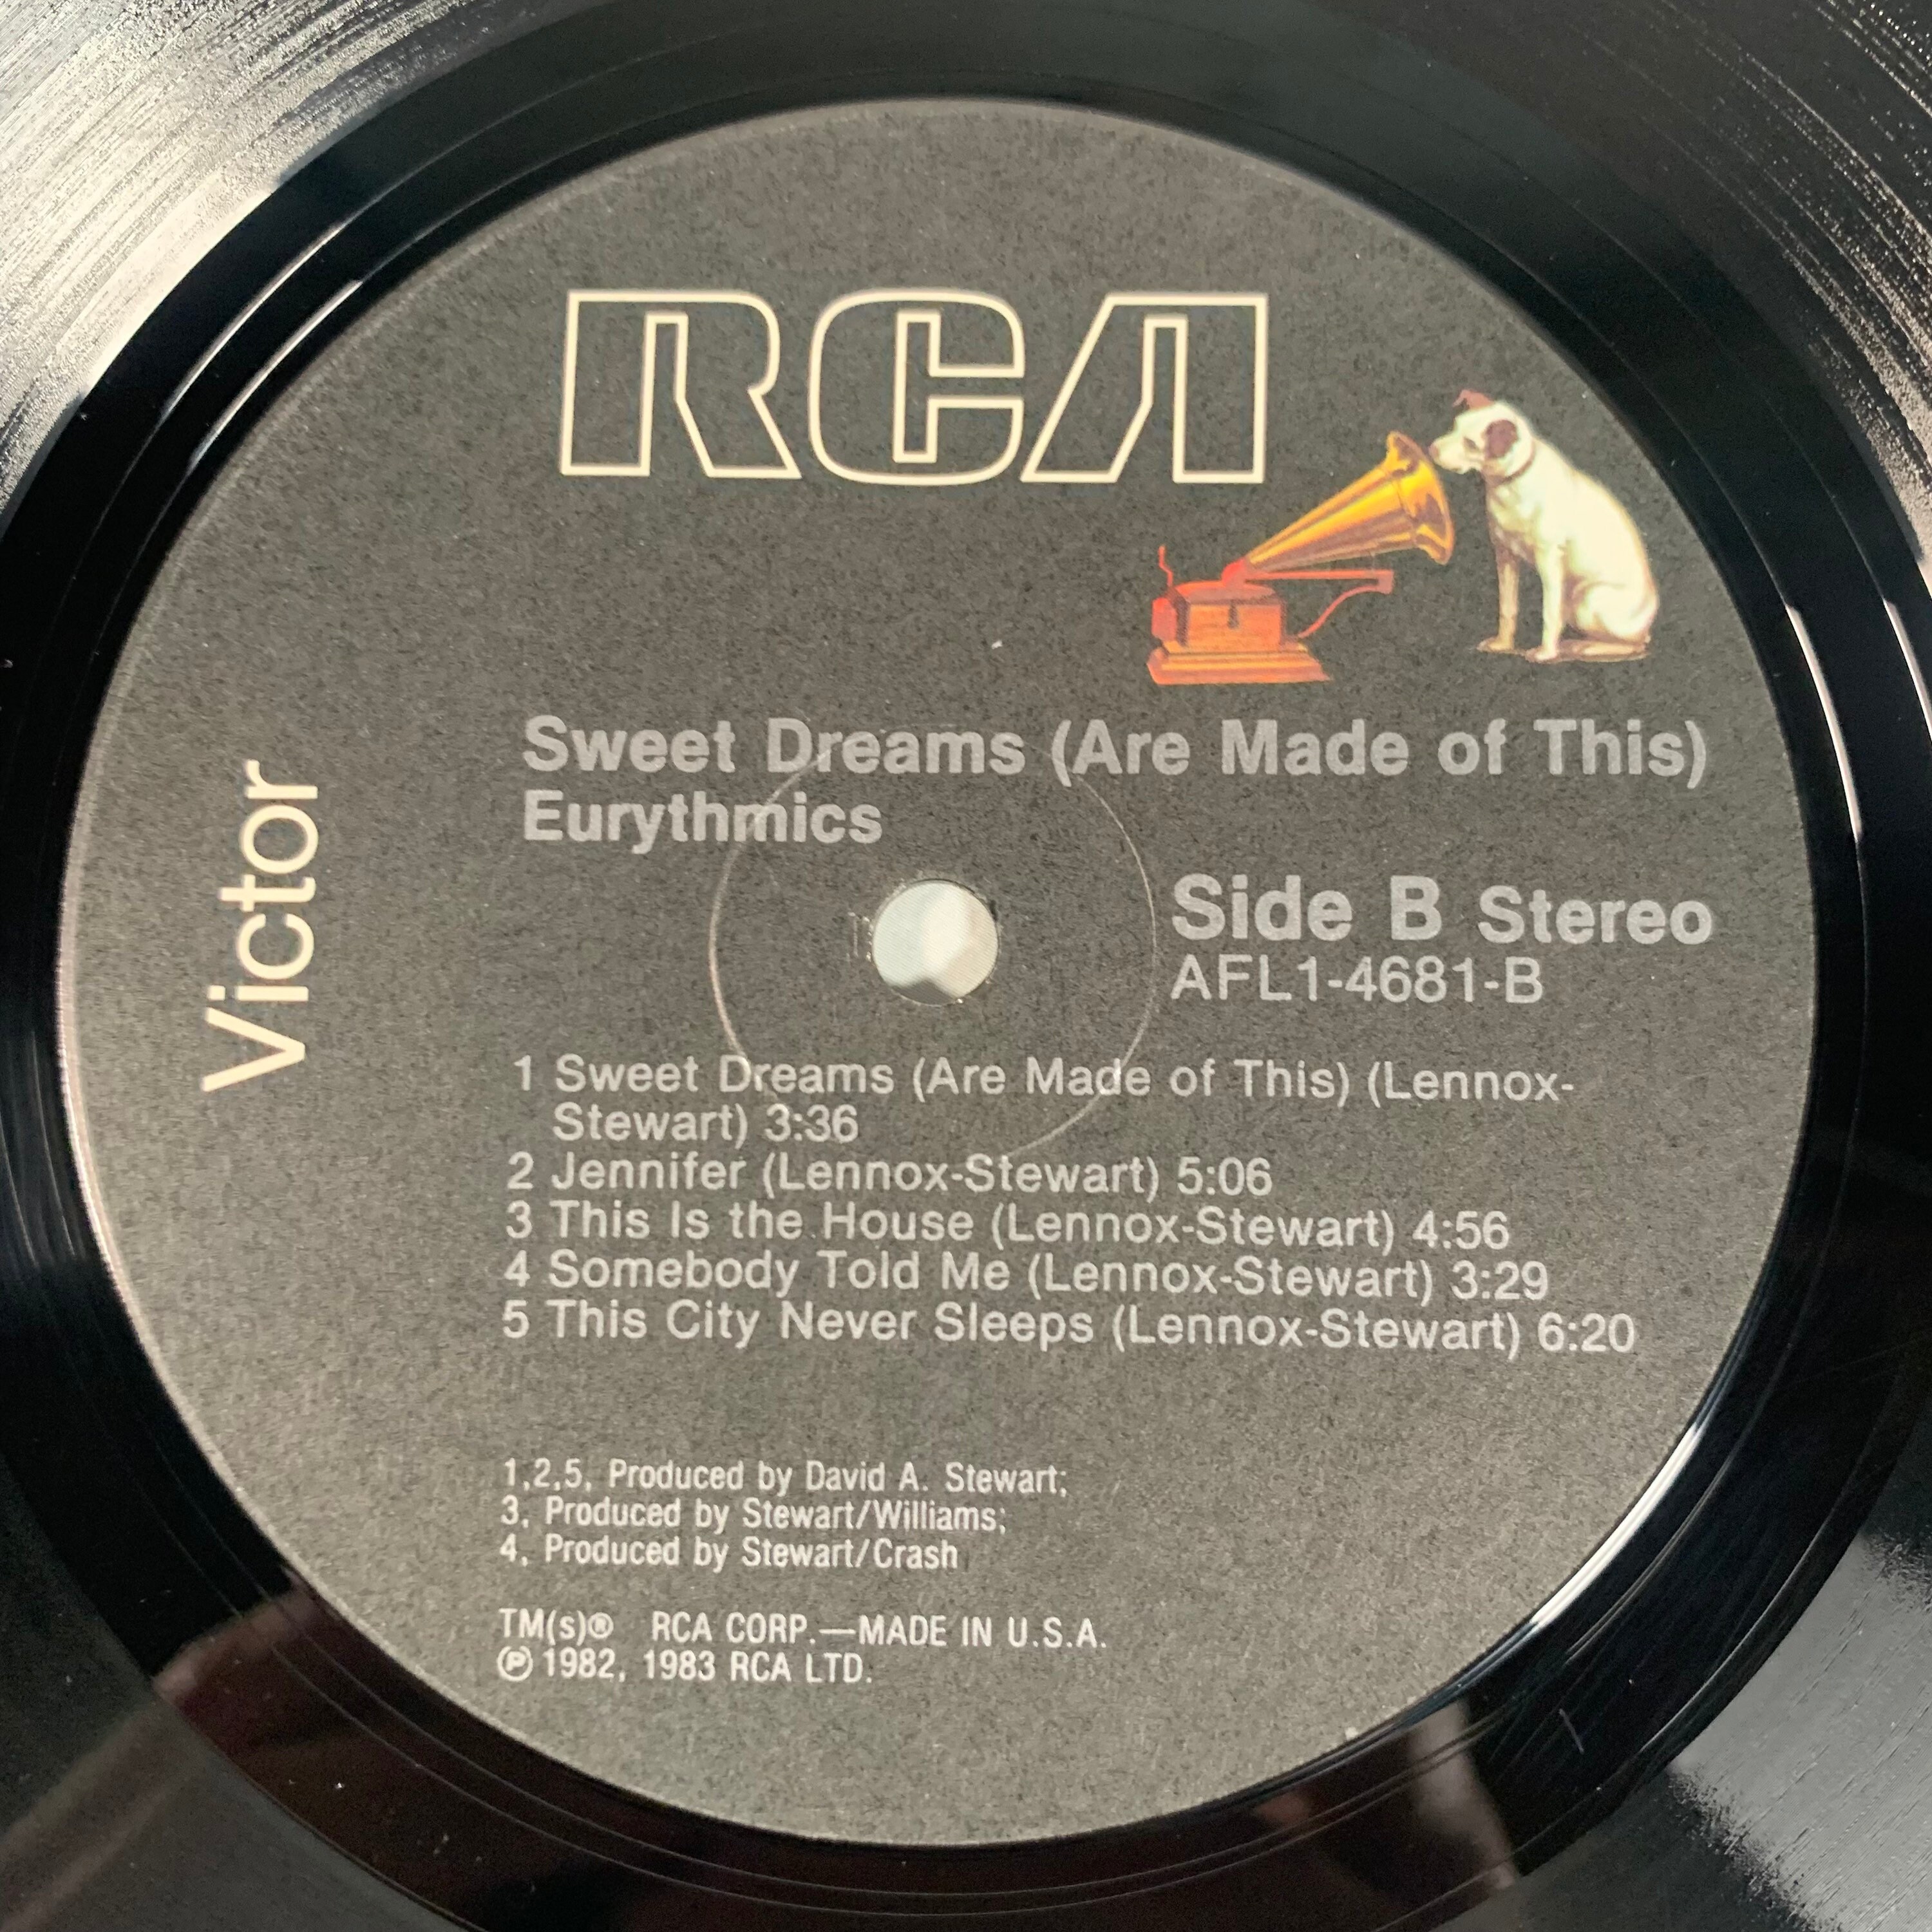 RCA
Victor
Sweet Dreams (Are Made of This)
Eurythmics
Side B Stereo
AFL1-4681-B
1 Sweet Dreams (Are Made of This) (Lennox-
Stewart) 3:36
2 Jennifer (Lennox-Stewart) 5:06
3 This Is the House (Lennox-Stewart) 4:56
4 Somebody Told Me (Lennox-Stewart) 3:29
5 This City Never Sleeps (Lennox-Stewart) 6:20
1,2,5, Produced by David A. Stewart;
3, Produced by Stewart/Williams;
4, Produced by Stewart/Crash
TM(s)® RCA CORP.—MADE IN U.S.A.
℗ 1982, 1983 RCA LTD.